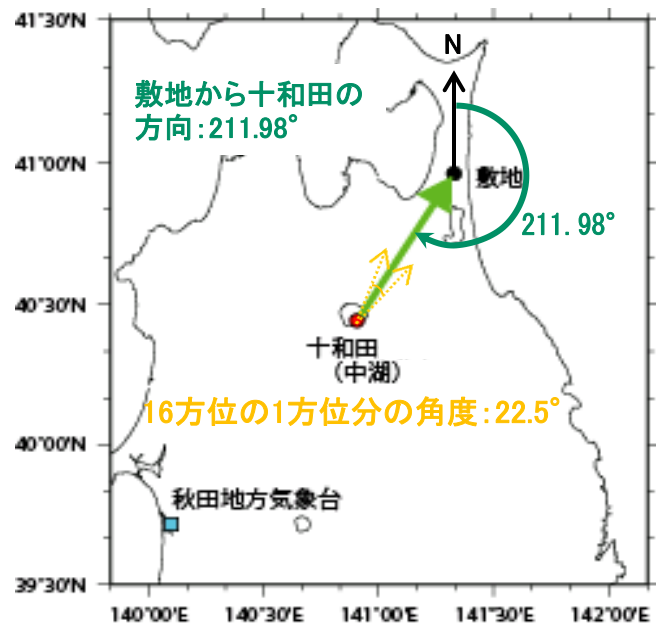 41°30'N
N
敷地から十和田の
方向:211.98°
41°00'N
敷地
211.98°
40°30'N
十和田
(中湖)
16方位の1方位分の角度:22.5°
40°00'N
秋田地方気象台
39°30'N
140°00'E 140°30'E 141°00'E 141°30'E 142°00'E